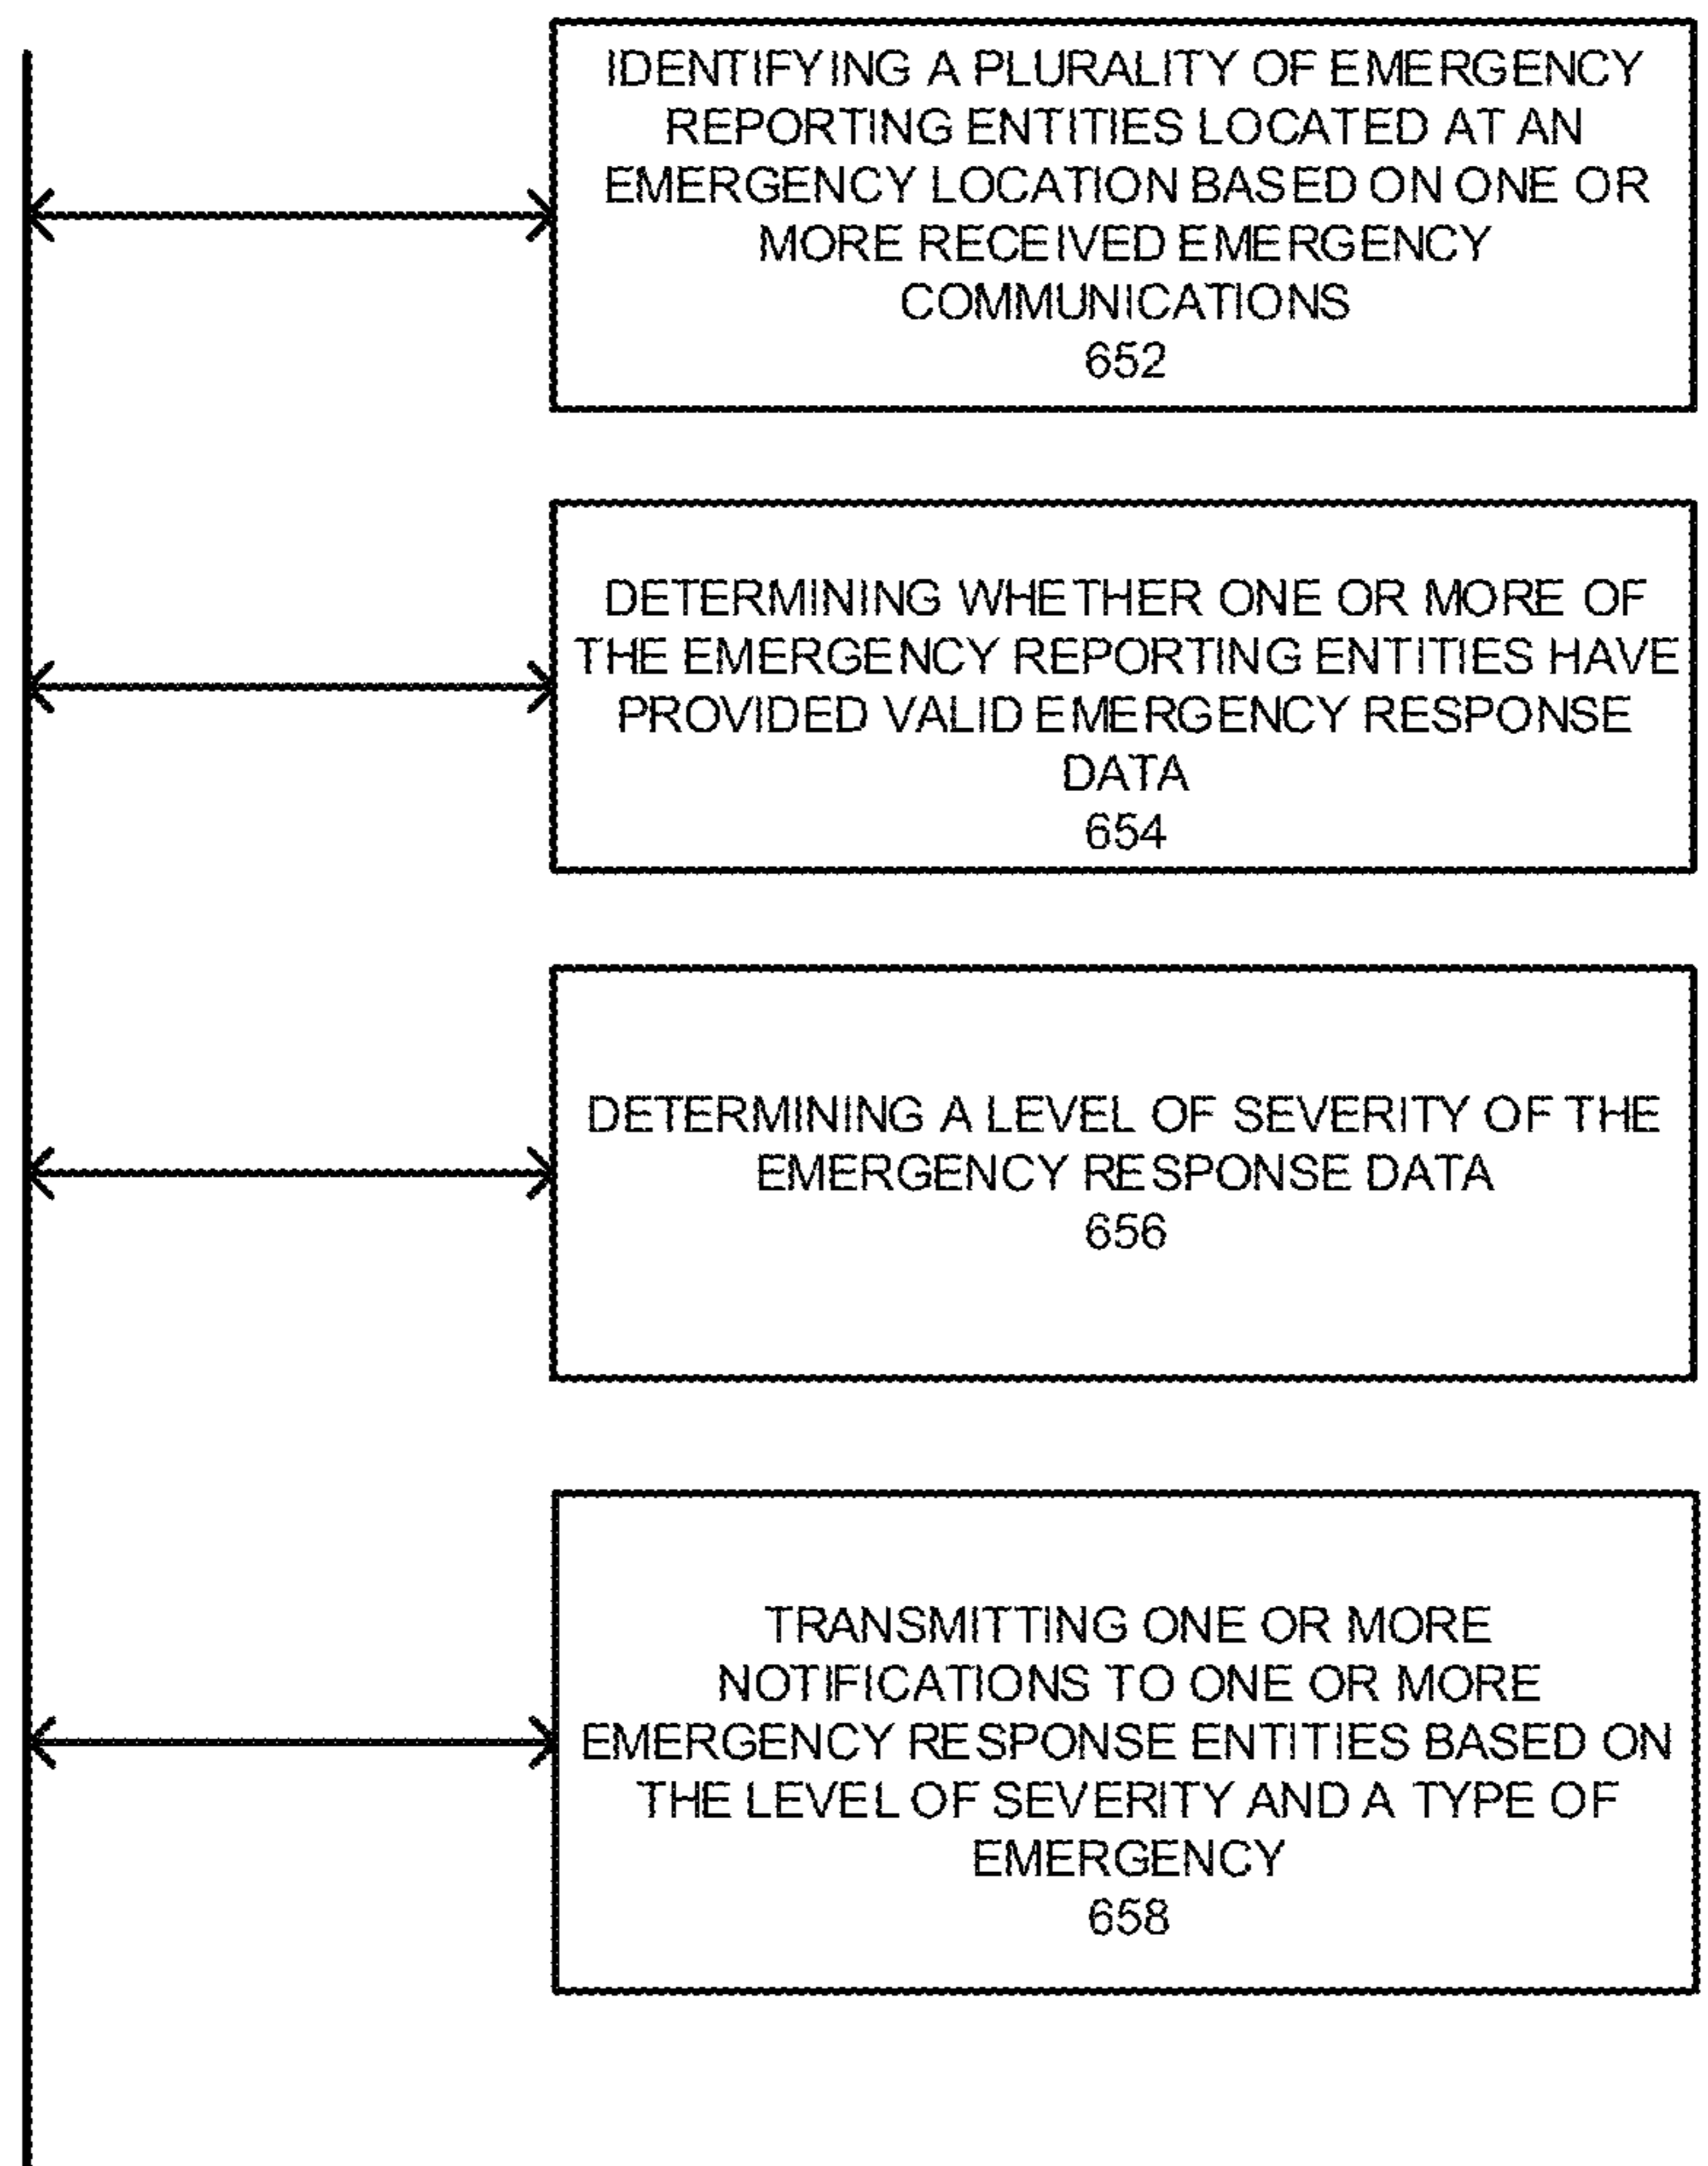 IDENTIFYING A PLURALITY OF EMERGENCY
REPORTING ENTITIES LOCATED AT AN
EMERGENCY LOCATION BASED ON ONE OR
MORE RECEIVED EMERGENCY
COMMUNICATIONS
652
DETERMINING WHETHER ONE OR MORE OF
THE EMERGENCY REPORTING ENTITIES HAVE
PROVIDED VALID EMERGENCY RESPONSE
DATA
654
DETERMINING A LEVEL OF SEVERITY OF THE
EMERGENCY RESPONSE DATA
656
TRANSMITTING ONE OR MORE
NOTIFICATIONS TO ONE OR MORE
EMERGENCY RESPONSE ENTITIES BASED ON
THE LEVEL OF SEVERITY AND A TYPE OF
EMERGENCY
658